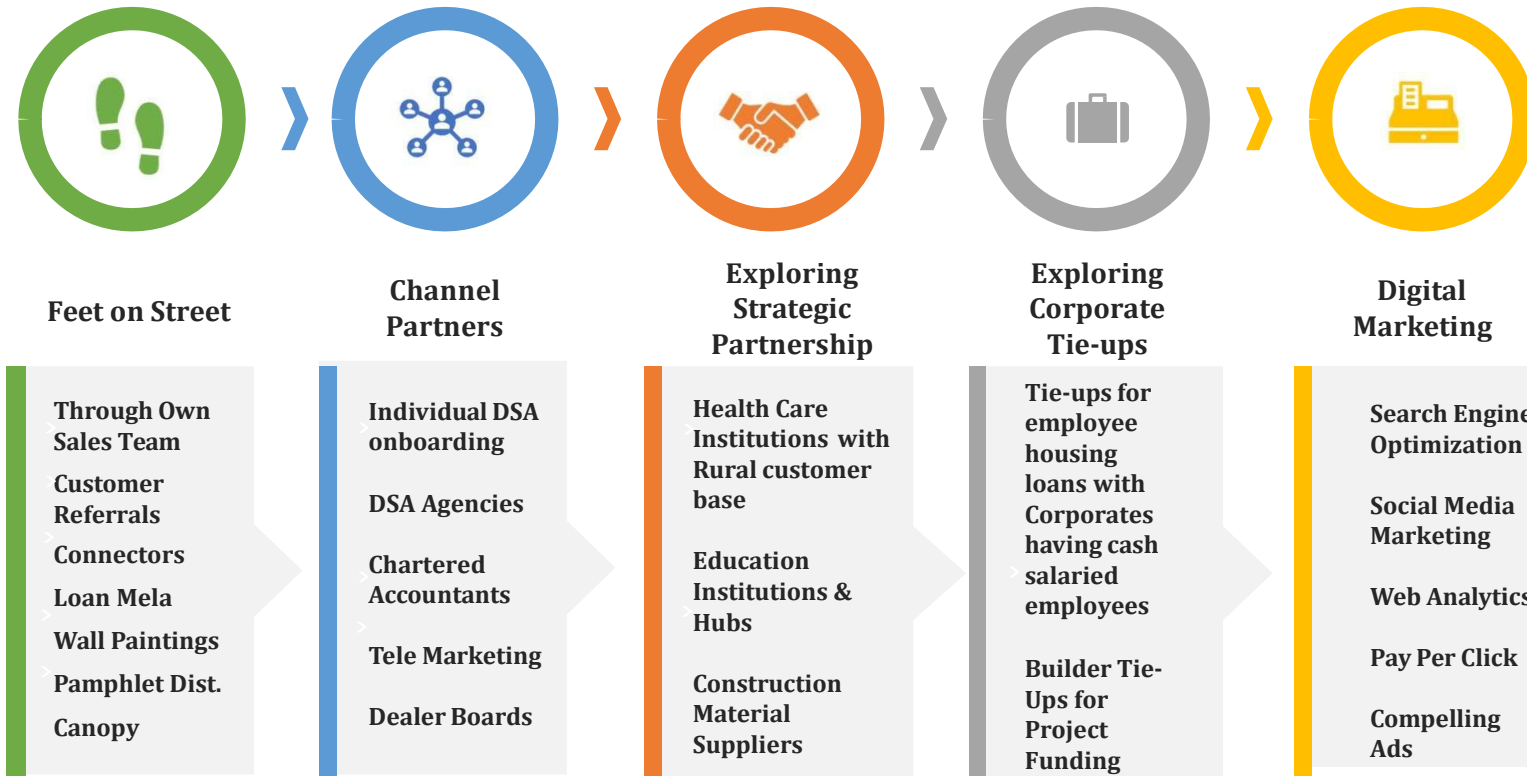 Feet on Street
Through Own
Sales Team
Customer
Referrals
Connectors
Loan Mela
Wall Paintings
Pamphlet Dist.
Canopy
Channel
Partners
Individual DSA
onboarding
DSA Agencies
Chartered
Accountants
Tele Marketing
Dealer Boards
Exploring
Strategic
Partnership
Health Care
Institutions with
Rural customer
base
Education
Institutions &
Hubs
Construction
Material
Suppliers
Exploring
Corporate
Tie-ups
Tie-ups for
employee
housing
loans with
Corporates
having cash
salaried
employees
Builder Tie-
Ups for
Project
Funding
Digital
Marketing
Search Engine
Optimization
Social Media
Marketing
Web Analytics
Pay Per Click
Compelling
Ads